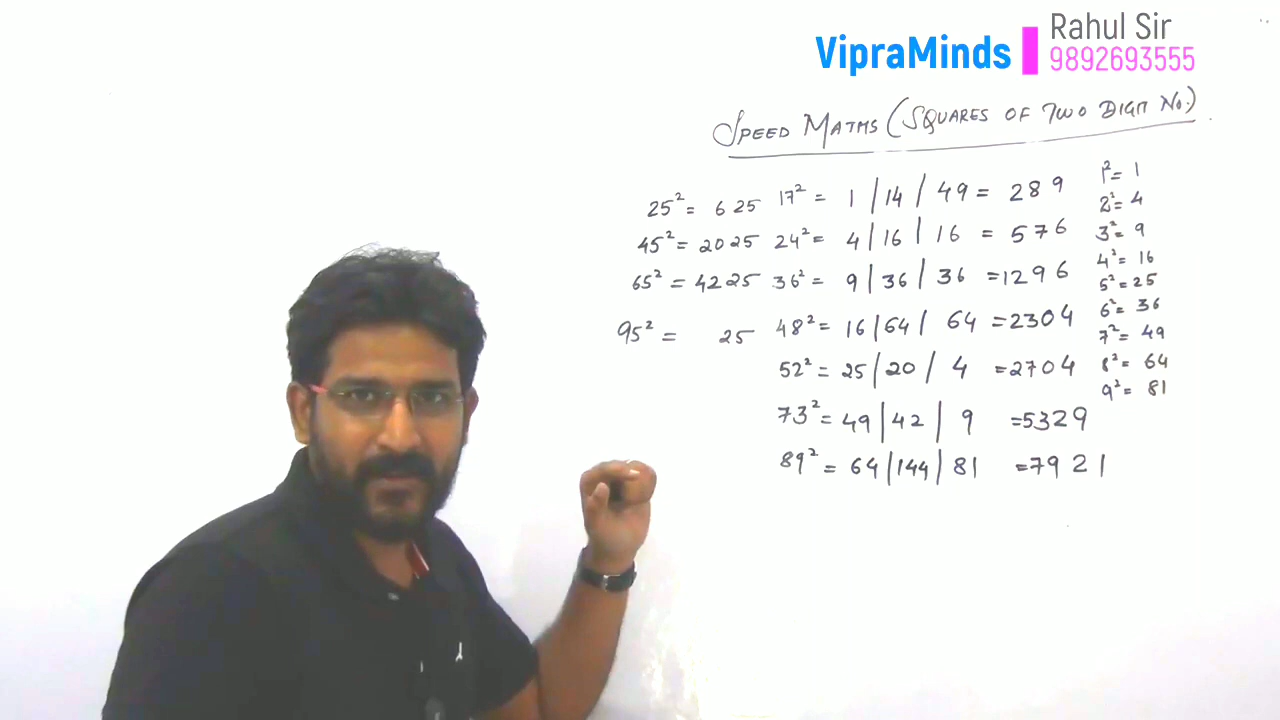 VipraMinds Rahul Sir
9892693555
SPEED MATHS (SQUARES OF TWO DIGIT NO.)
25² = 625
45² = 2025
65² = 4225
95² = 25
17² = 1 | 14 / 49 = 289
24² = 4 | 16 | 16 = 576
36² = 9 | 36 / 36 = 1296
48² = 16 | 64 / 64 = 2304
52² = 25 | 20 / 4 = 2704
73² = 49 | 42 | 9 = 5329
89² = 64 | 144 | 81 = 7921
1² = 1
2² = 4
3² = 9
4² = 16
5² = 25
6² = 36
7² = 49
8² = 64
9² = 81